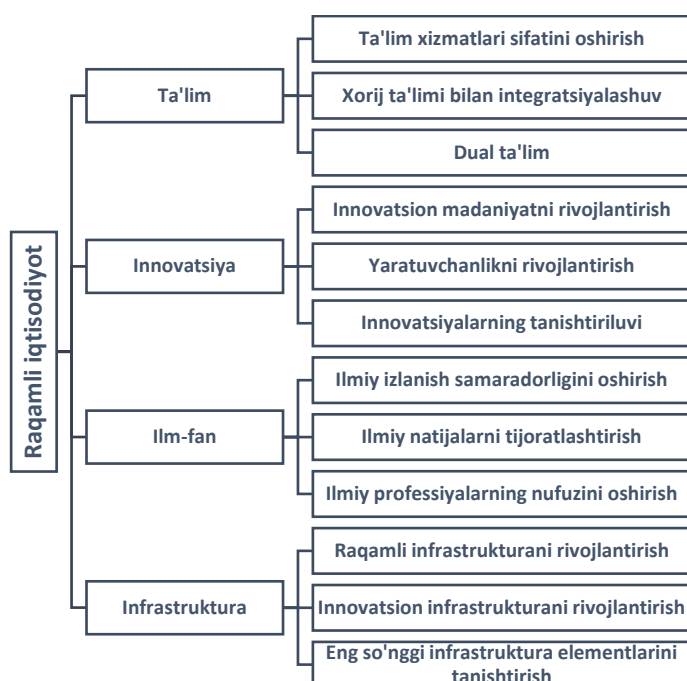 Raqamli iqtisodiyot
Ta'lim
Ta'lim xizmatlari sifatini oshirish
Xorij ta'limi bilan integratsiyalashuv
Dual ta'lim
Innovatsiya
Innovatsion madaniyatni rivojlantirish
Yaratuvchanlikni rivojlantirish
Innovatsiyalarning tanishtiriluvi
Ilm-fan
Ilmiy izlanish samaradorligini oshirish
Ilmiy natijalarni tijoratlashtirish
Ilmiy professiyalarning nufuzini oshirish
Infrastruktura
Raqamli infrastrukturani rivojlantirish
Innovatsion infrastrukturani rivojlantirish
Eng so'nggi infrastruktura elementlarini
tanishtirish